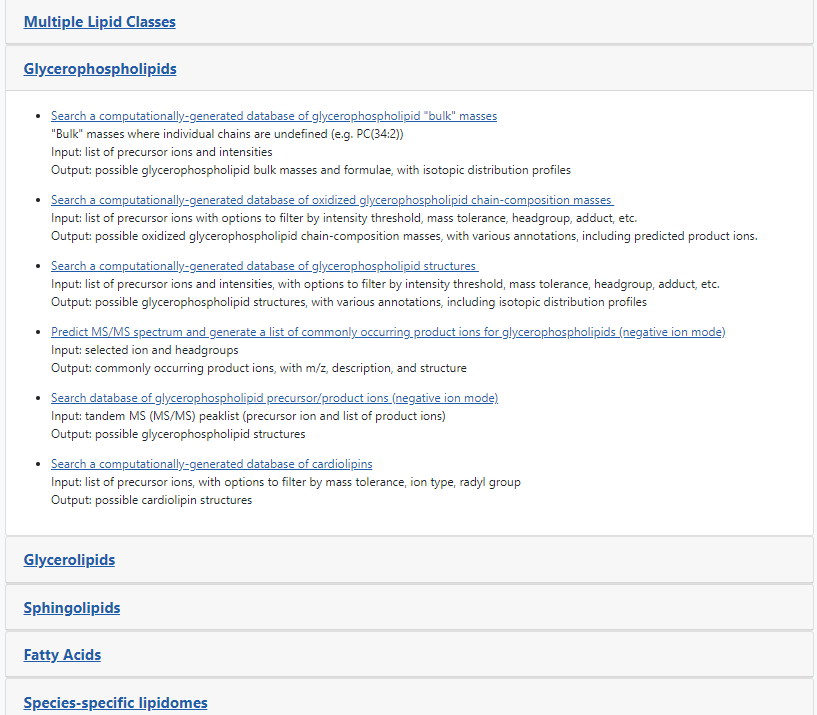 Multiple Lipid Classes
Glycerophospholipids
Search a computationally-generated database of glycerophospholipid "bulk" masses
"Bulk" masses where individual chains are undefined (e.g. PC(34:2))
Input: list of precursor ions and intensities
Output: possible glycerophospholipid bulk masses and formulae, with isotopic distribution profiles
Search a computationally-generated database of oxidized glycerophospholipid chain-composition masses
Input: list of precursor ions with options to filter by intensity threshold, mass tolerance, headgroup, adduct, etc.
Output: possible oxidized glycerophospholipid chain-composition masses, with various annotations, including predicted product ions.
Search a computationally-generated database of glycerophospholipid structures
Input: list of precursor ions and intensities, with options to filter by intensity threshold, mass tolerance, headgroup, adduct, etc.
Output: possible glycerophospholipid structures, with various annotations, including isotopic distribution profiles
Predict MS/MS spectrum and generate a list of commonly occurring product ions for glycerophospholipids (negative ion mode)
Input: selected ion and headgroups
Output: commonly occurring product ions, with m/z, description, and structure
Search database of glycerophospholipid precursor/product ions (negative ion mode)
Input: tandem MS (MS/MS) peaklist (precursor ion and list of product ions)
Output: possible glycerophospholipid structures
Search a computationally-generated database of cardiolipins
Input: list of precursor ions, with options to filter by mass tolerance, ion type, radyl group
Output: possible cardiolipin structures
Glycerolipids
Sphingolipids
Fatty Acids
Species-specific lipidomes